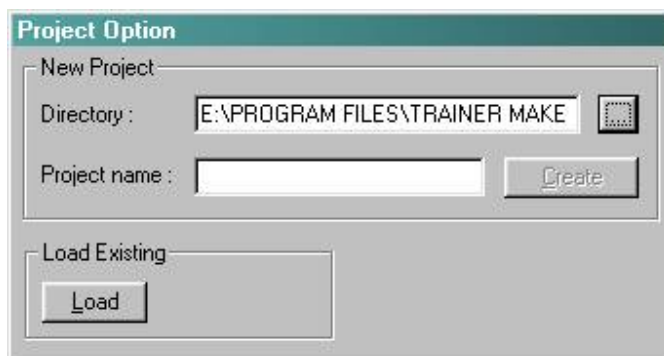 Project Option
New Project
Directory : E:\PROGRAM FILES\TRAINER MAKE
Project name : Create
Load Existing
Load